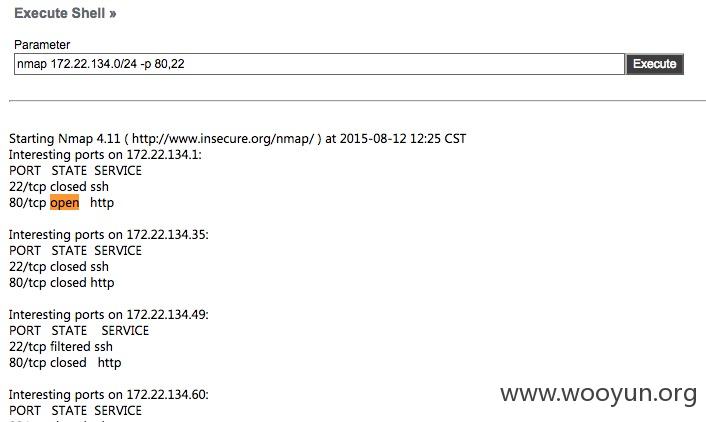 Execute Shell »
Parameter
nmap 172.22.134.0/24 -p 80,22
Execute
Starting Nmap 4.11 ( http://www.insecure.org/nmap/ ) at 2015-08-12 12:25 CST
Interesting ports on 172.22.134.1:
PORT STATE SERVICE
22/tcp closed ssh
80/tcp open http
Interesting ports on 172.22.134.35:
PORT STATE SERVICE
22/tcp closed ssh
80/tcp closed http
Interesting ports on 172.22.134.49:
PORT STATE SERVICE
22/tcp filtered ssh
80/tcp closed http
Interesting ports on 172.22.134.60:
PORT STATE SERVICE
www.wooyun.org